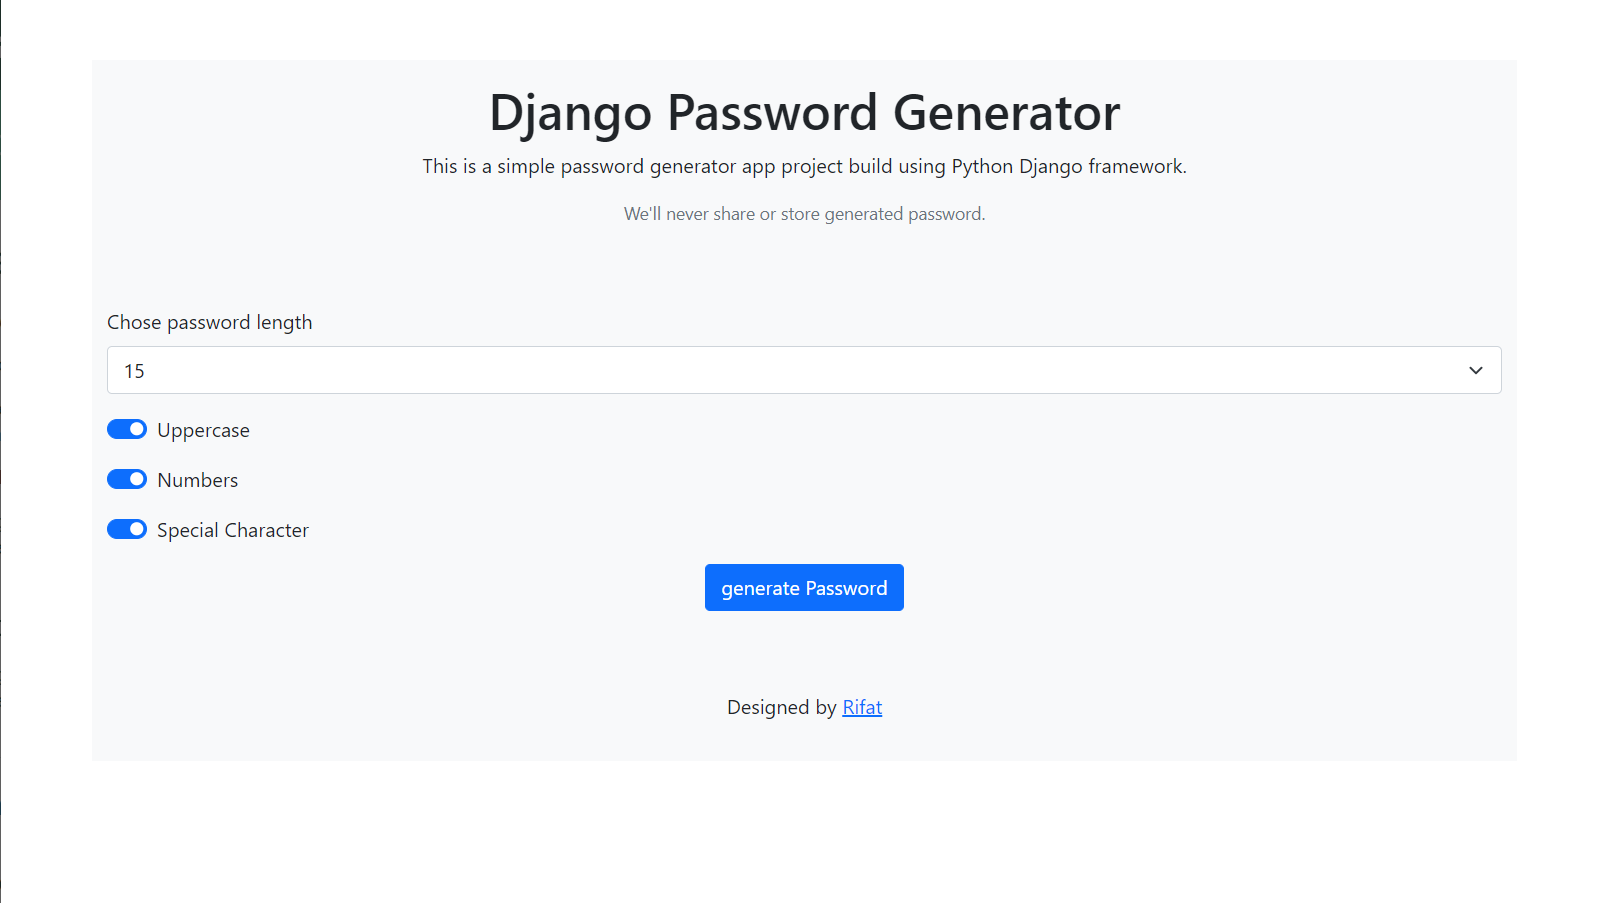 Django Password Generator
This is a simple password generator app project build using Python Django framework.
We'll never share or store generated password.
Chose password length
15
Uppercase
Numbers
Special Character
generate Password
Designed by Rifat